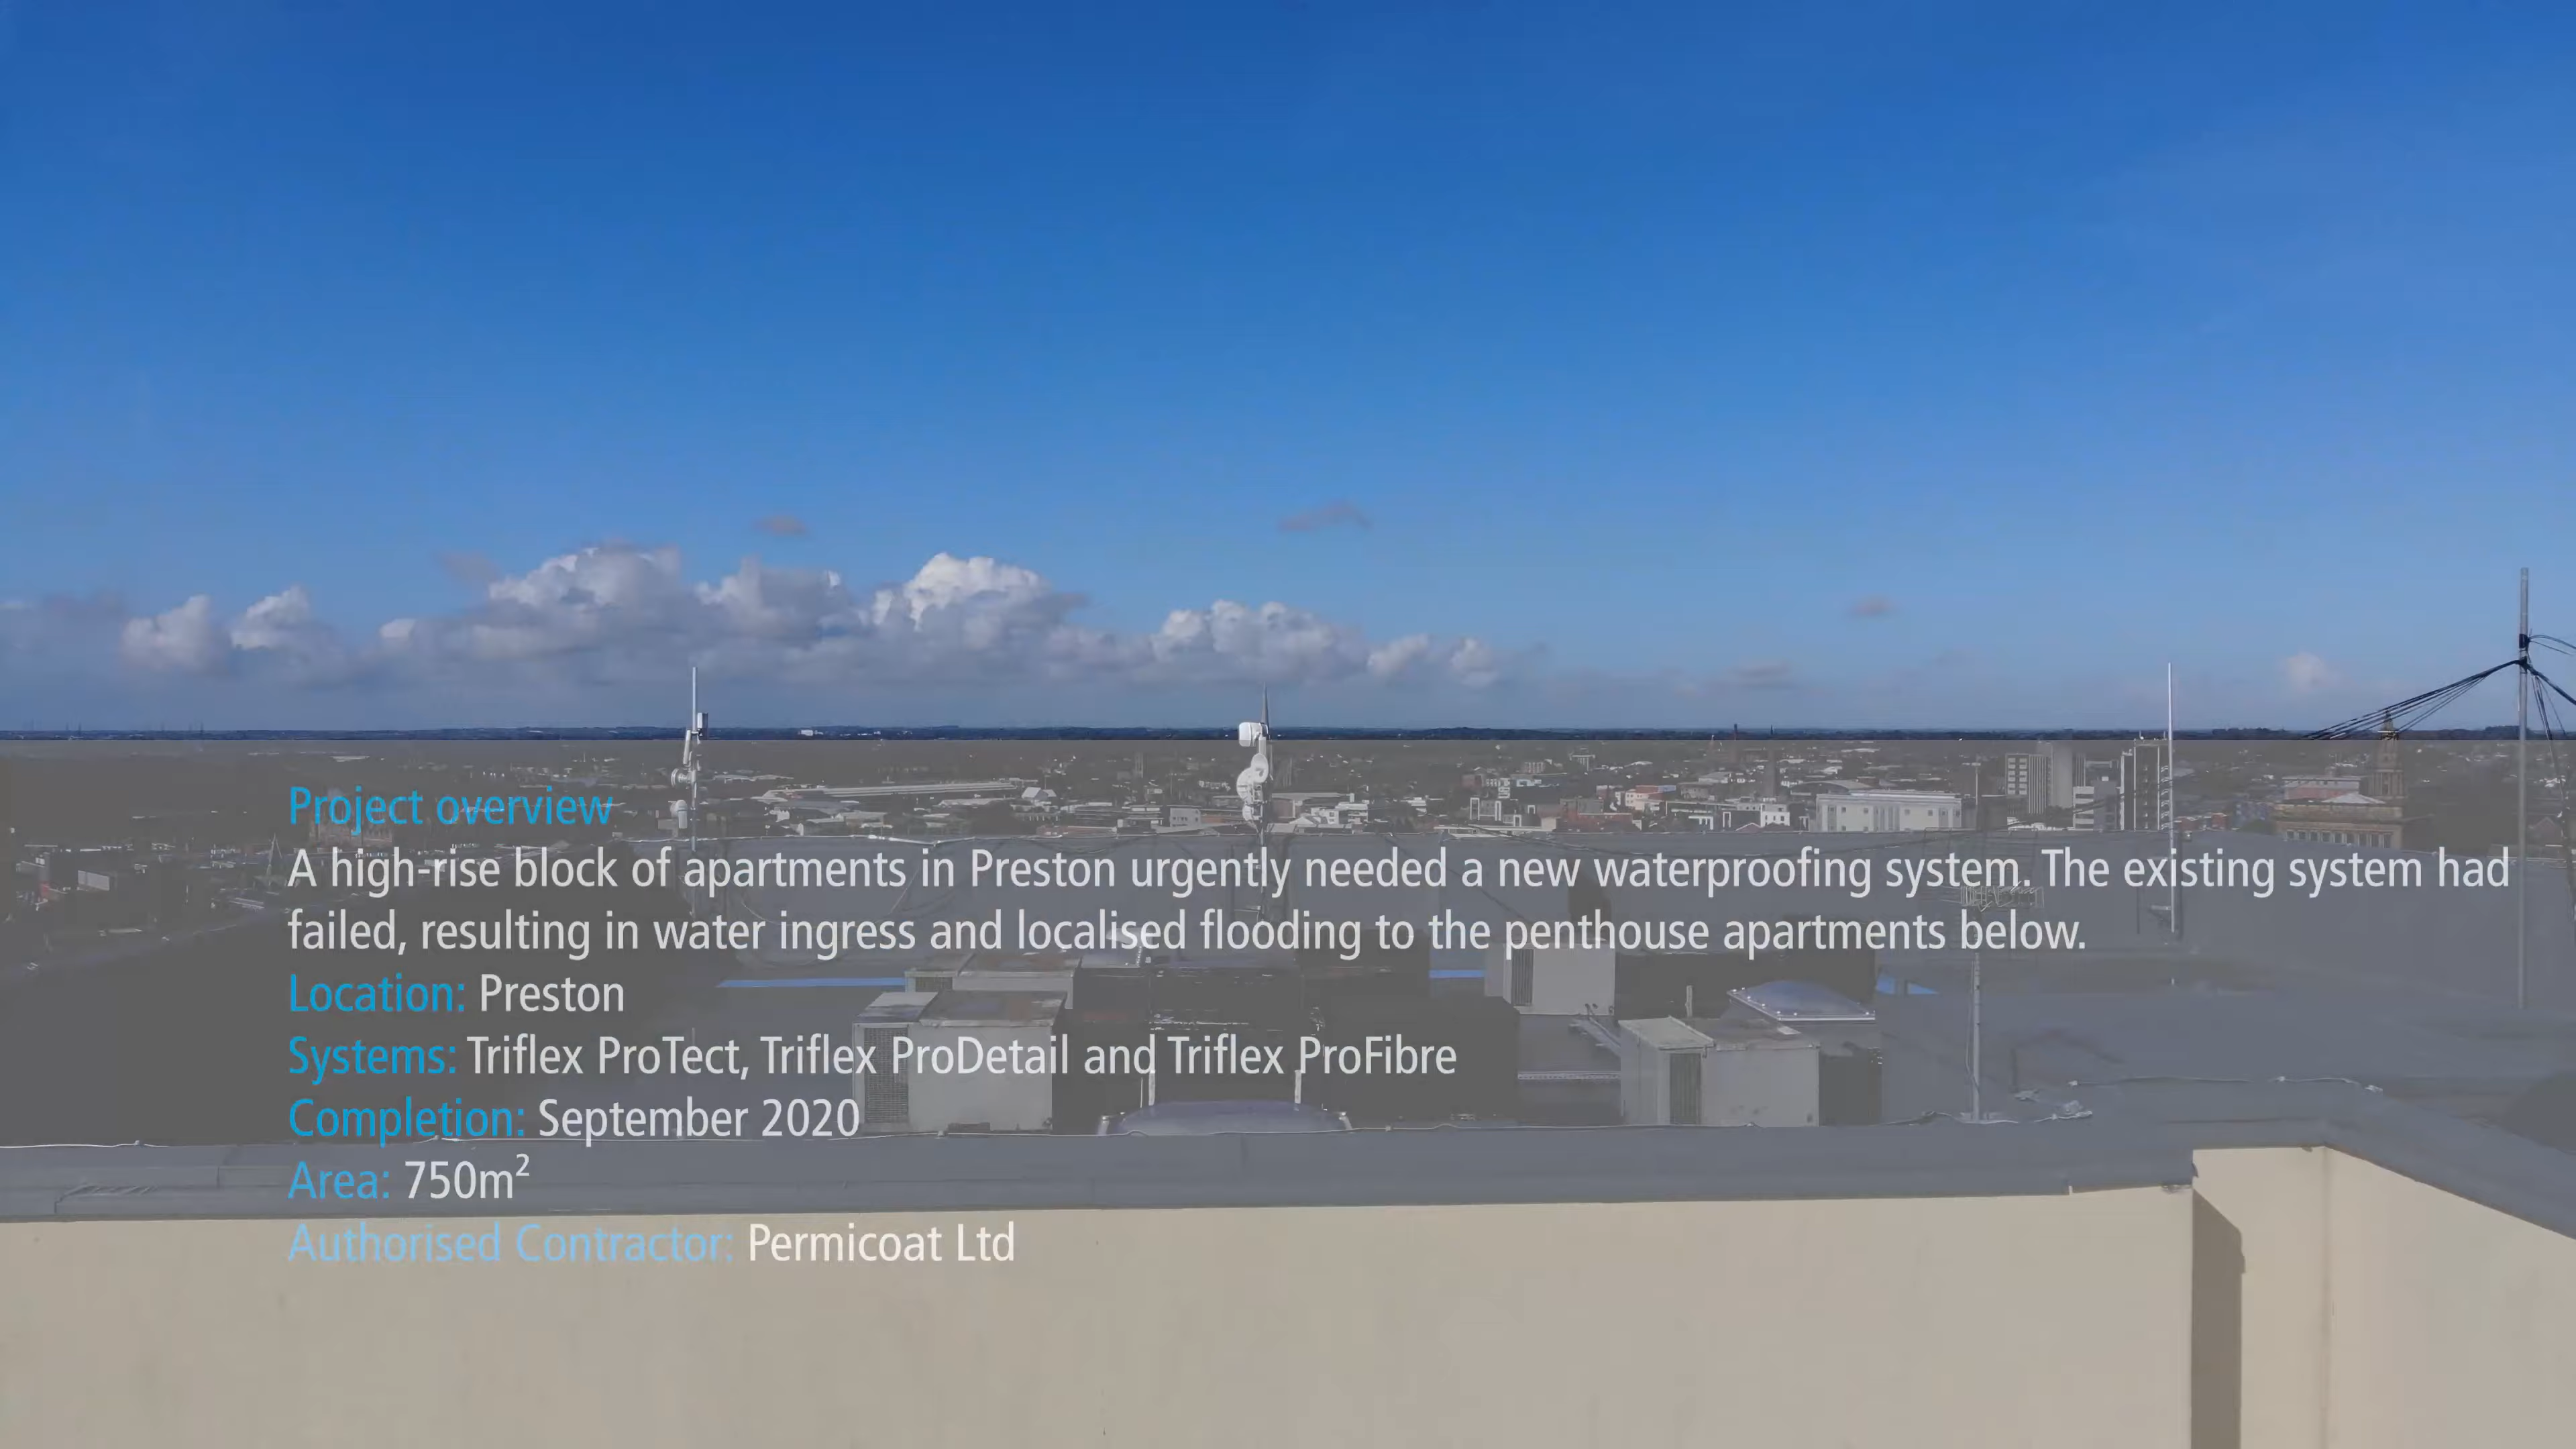 Project overview
A high-rise block of apartments in Preston urgently needed a new waterproofing system. The existing system had
failed, resulting in water ingress and localised flooding to the penthouse apartments below.
Location: Preston
Systems: Triflex ProTect, Triflex ProDetail and Triflex ProFibre
Completion: September 2020
Area: 750m²
Authorised Contractor: Permicoat Ltd